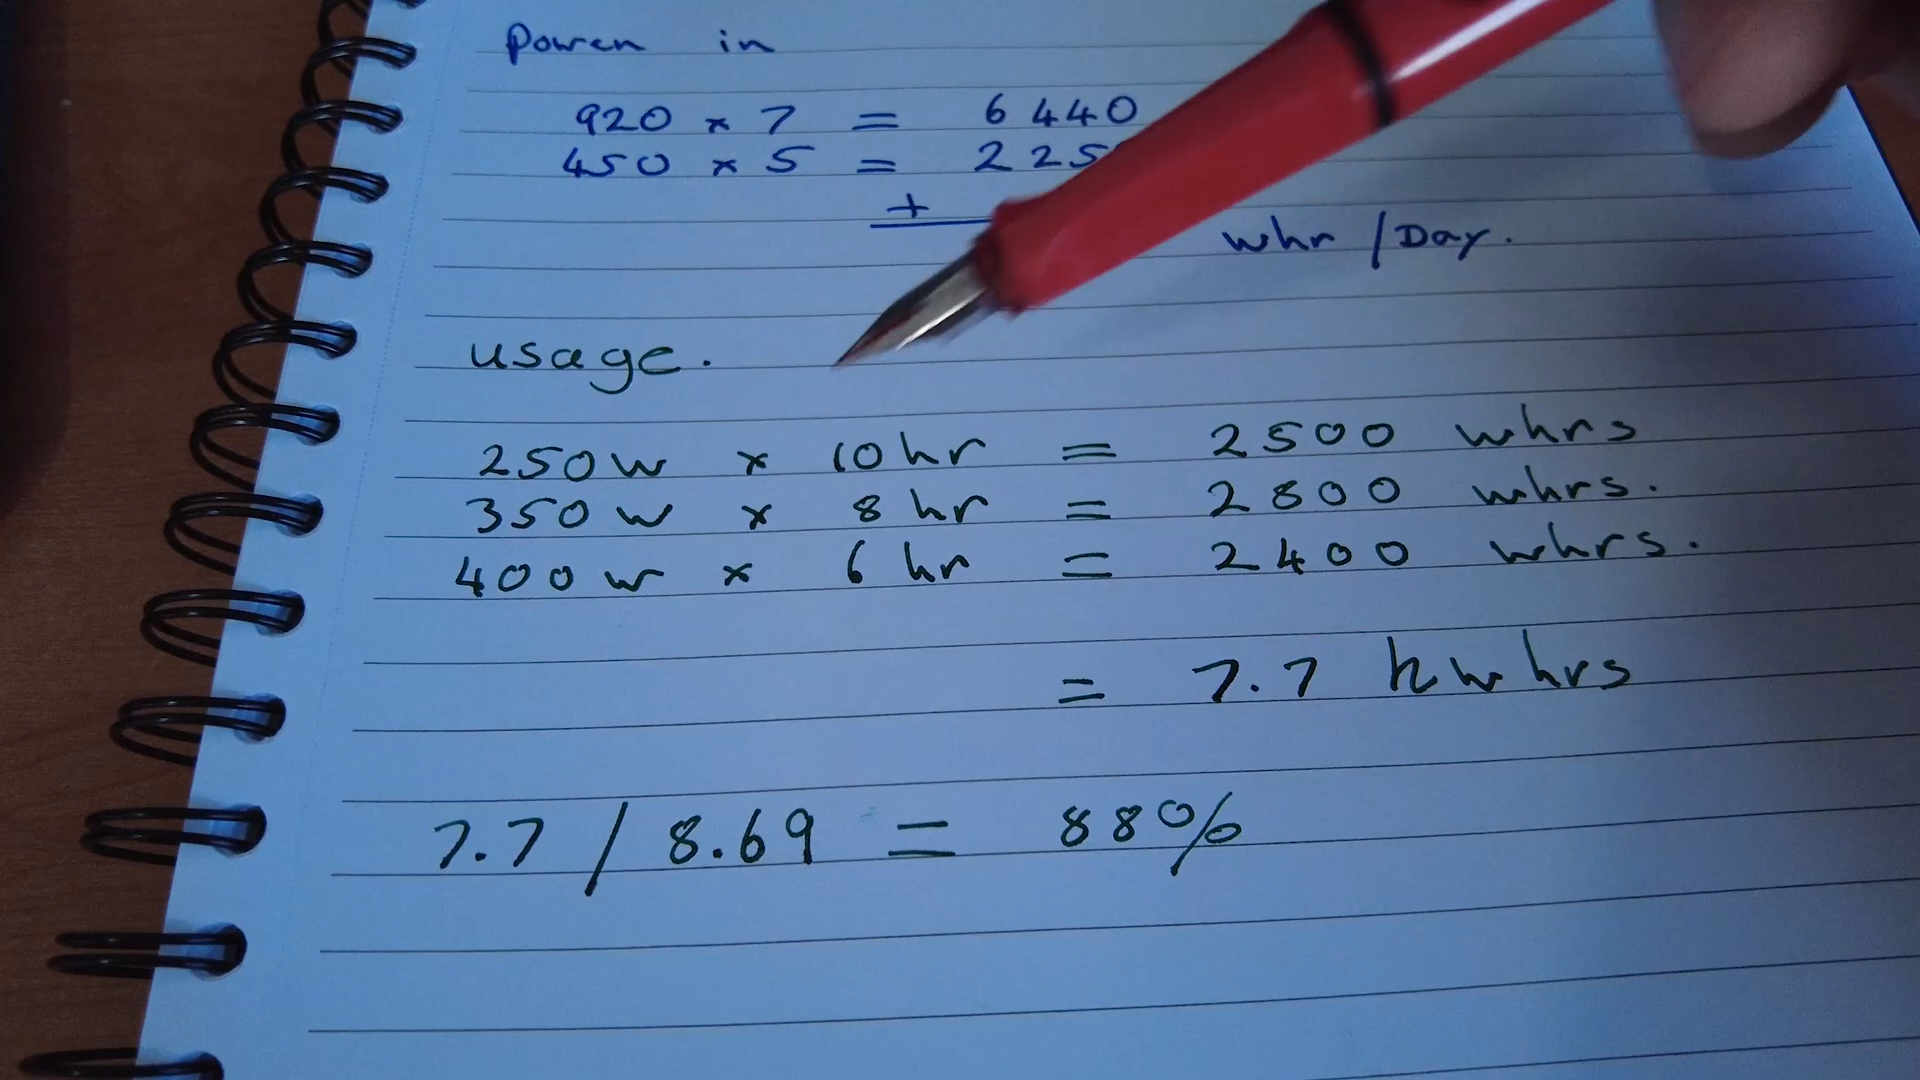 Power in
920 x 7 = 6440
450 x 5 = 225
+
whr / Day.
usage.
250w x 10hr = 2500 whrs
350w x 8hr = 2800 whrs.
400w x 6hr = 2400 whrs.
= 7.7 kwhrs
7.7 / 8.69 = 88%